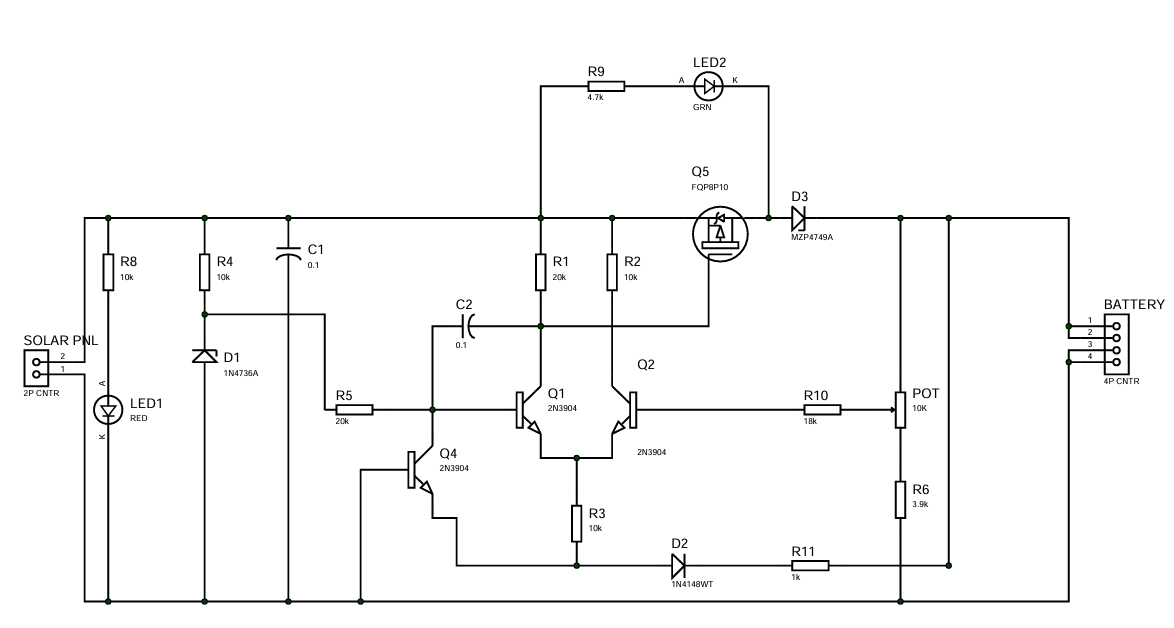 LED2
R9
A K
4.7k
GRN
Q5
FQP8P10
D3
MZP4749A
R8
10k
R4
10k
C1
0.1
R1
20k
R2
10k
C2
0.1
BATTERY
1
2
3
4
4P CNTR
SOLAR PNL
2
1
2P CNTR
D1
1N4736A
Q2
2N3904
A
LED1
RED
K
R5
20k
Q1
2N3904
R10
18k
POT
10K
Q4
2N3904
R6
3.9k
R3
10k
D2
1N4148WT
R11
1k